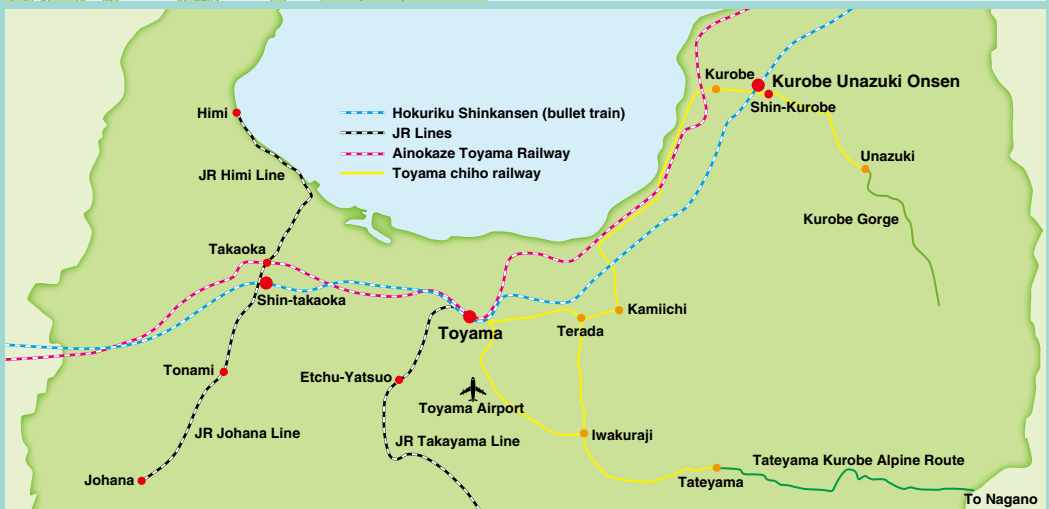 Kurobe
Kurobe Unazuki Onsen
Shin-Kurobe
Himi
Hokuriku Shinkansen (bullet train)
JR Lines
Ainokaze Toyama Railway
Toyama chiho railway
Unazuki
JR Himi Line
Kurobe Gorge
Takaoka
Shin-takaoka
Kamiichi
Toyama
Terada
Tonami
Etchu-Yatsuo
Toyama Airport
JR Johana Line
JR Takayama Line
Iwakuraji
Tateyama Kurobe Alpine Route
Johana
Tateyama
To Nagano